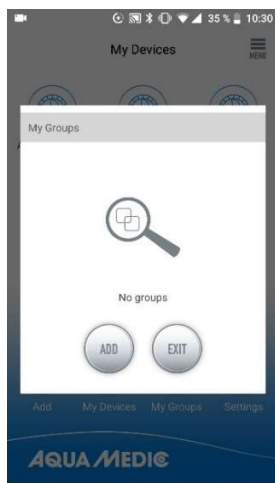 35 % 10:30
My Devices
MENU
My Groups
No groups
ADD EXIT
Add My Devices My Groups Settings
AQUA MEDIC